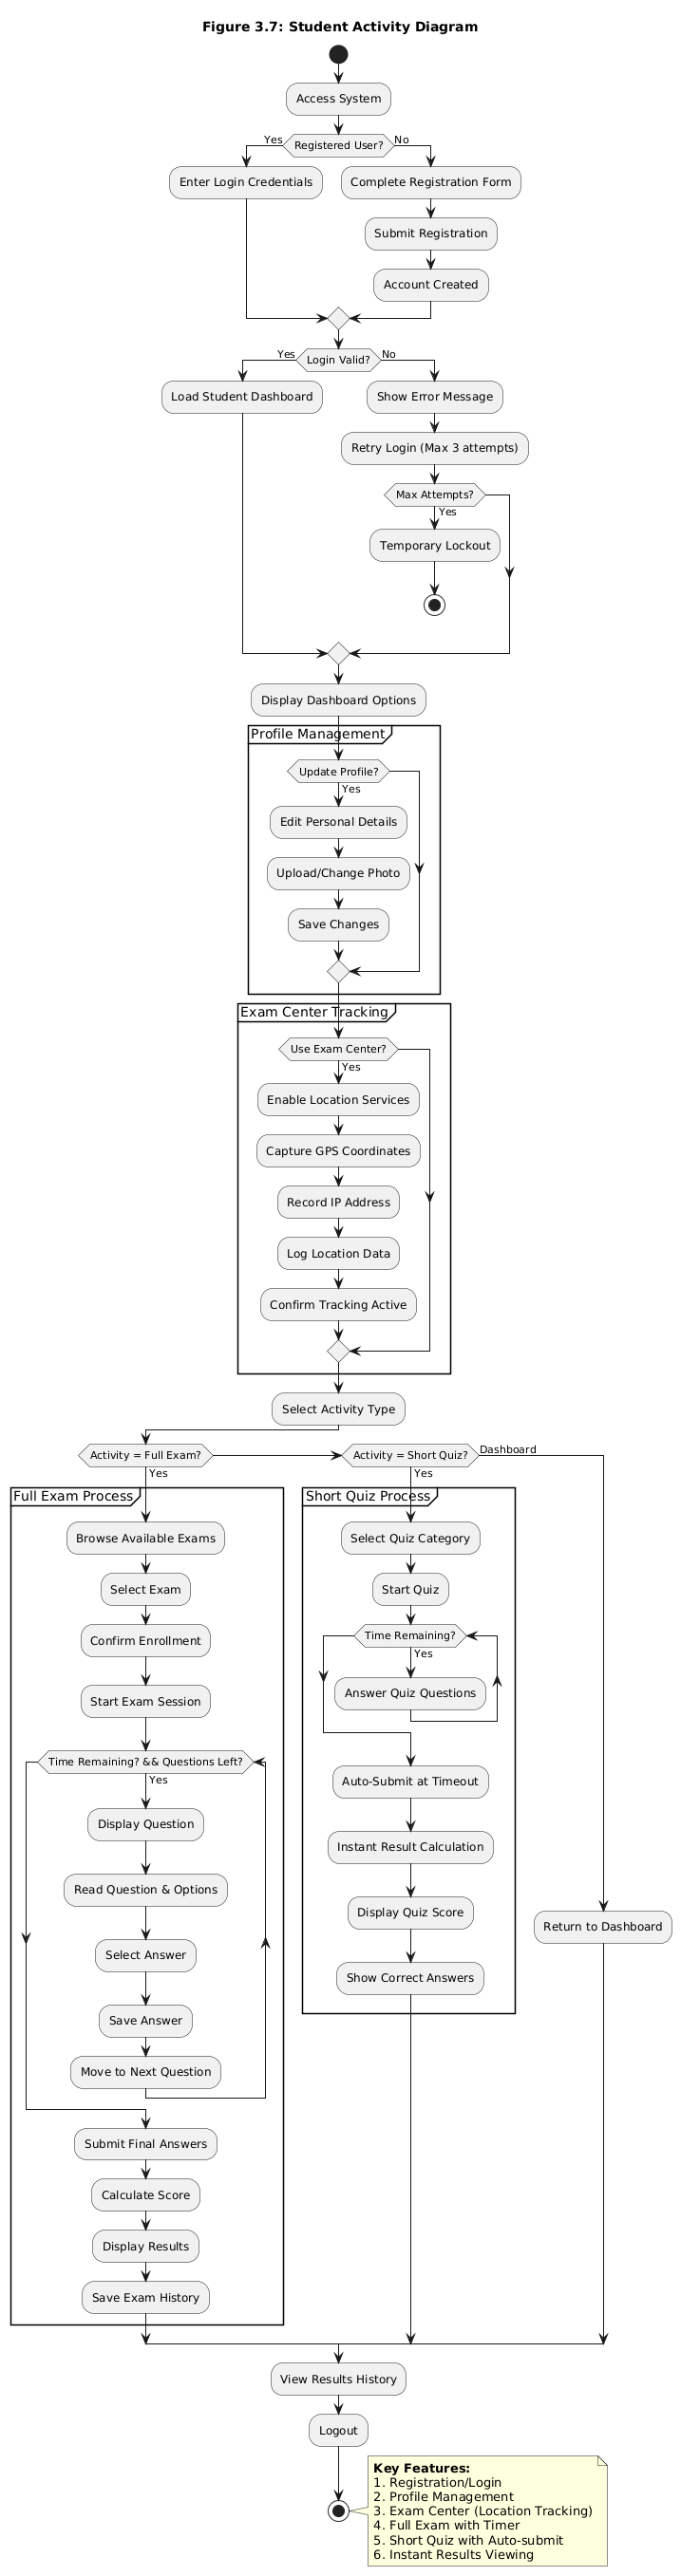 Figure 3.7: Student Activity Diagram
Access System
Registered User?
Yes
No
Enter Login Credentials
Complete Registration Form
Submit Registration
Account Created
Login Valid?
Yes
No
Load Student Dashboard
Show Error Message
Retry Login (Max 3 attempts)
Max Attempts?
Yes
Temporary Lockout
Display Dashboard Options
Profile Management
Update Profile?
Yes
Edit Personal Details
Upload/Change Photo
Save Changes
Exam Center Tracking
Use Exam Center?
Yes
Enable Location Services
Capture GPS Coordinates
Record IP Address
Log Location Data
Confirm Tracking Active
Select Activity Type
Activity = Full Exam?
Yes
Activity = Short Quiz?
Yes
Dashboard
Full Exam Process
Browse Available Exams
Select Exam
Confirm Enrollment
Start Exam Session
Time Remaining? && Questions Left?
Yes
Display Question
Read Question & Options
Select Answer
Save Answer
Move to Next Question
Submit Final Answers
Calculate Score
Display Results
Save Exam History
Short Quiz Process
Select Quiz Category
Start Quiz
Time Remaining?
Yes
Answer Quiz Questions
Auto-Submit at Timeout
Instant Result Calculation
Display Quiz Score
Show Correct Answers
Return to Dashboard
View Results History
Logout
Key Features:
1. Registration/Login
2. Profile Management
3. Exam Center (Location Tracking)
4. Full Exam with Timer
5. Short Quiz with Auto-submit
6. Instant Results Viewing